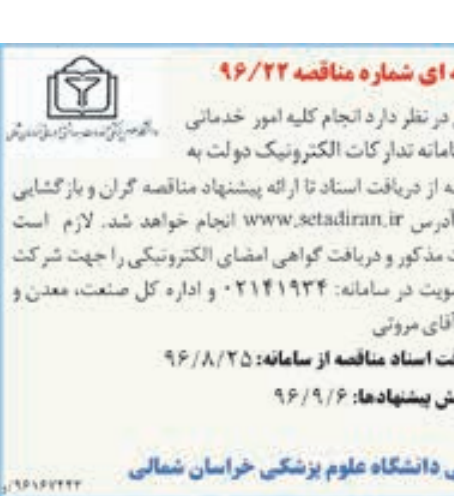 ه ای شماره مناقصه ۹۶/۲۲
در نظر دارد انجام کلیه امور خدماتی
امانه تدارکات الکترونیک دولت به
ه از دریافت اسناد تا ارائه پیشنهاد مناقصه گران و بازگشایی
آدرس www.setadiran.ir انجام خواهد شد. لازم است
ت مذکور و دریافت گواهی امضای الکترونیکی را جهت شرکت
ضویت در سامانه: ۰۲۱۴۱۹۳۴ و اداره کل صنعت، معدن و
آقای مروتی
فت اسناد مناقصه از سامانه: ۹۶/۸/۲۵
ش پیشنهادها: ۹۶/۹/۶
ی دانشگاه علوم پزشکی خراسان شمالی